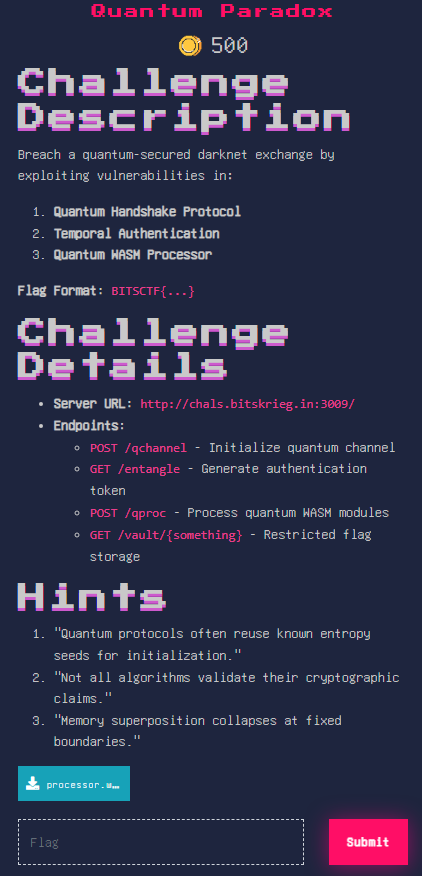 Quantum Paradox
500
Challenge
Description
Breach a quantum-secured darknet exchange by
exploiting vulnerabilities in:
1. Quantum Handshake Protocol
2. Temporal Authentication
3. Quantum WASM Processor
Flag Format: BITSCTF{...}
Challenge
Details
• Server URL: http://chals.bitskrieg.in:3009/
• Endpoints:
◦ POST /qchannel - Initialize quantum channel
◦ GET /entangle - Generate authentication
token
◦ POST /qproc - Process quantum WASM modules
◦ GET /vault/{something} - Restricted flag
storage
Hints
1. "Quantum protocols often reuse known entropy
seeds for initialization."
2. "Not all algorithms validate their cryptographic
claims."
3. "Memory superposition collapses at fixed
boundaries."
processor.w…
Flag
Submit